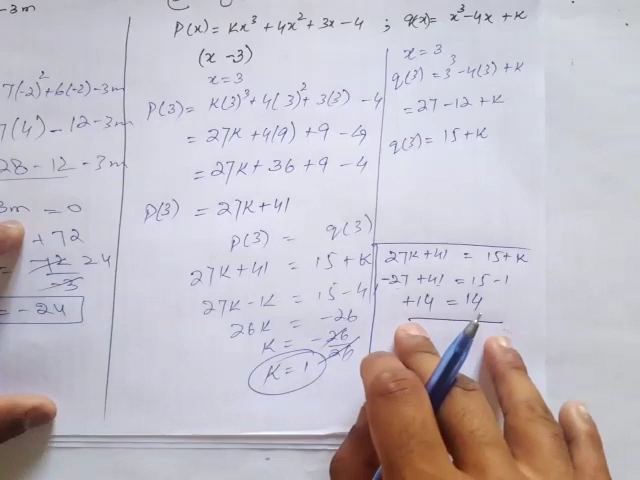 -3m
7(-2)²+6(-2)-3m
7(4)-12-3m
28-12-3m
3m = 0
+72
= -72 24
-3
= -24
P(x) = Kx³+4x²+3x-4 ; q(x) = x³-4x+K
(x-3)
x=3
P(3) = K(3)³+4(3)²+3(3)-4
= 27K+4(9)+9-4
= 27K+36+9-4
P(3) = 27K+41
P(3) = q(3)
27K+41 = 15+K
27K-K = 15-41
26K = -26
K = -26/26
K = 1
x=3
q(3) = 3³-4(3)+K
= 27-12+K
q(3) = 15+K
27K+41 = 15+K
-27+41 = 15-1
+14 = 14